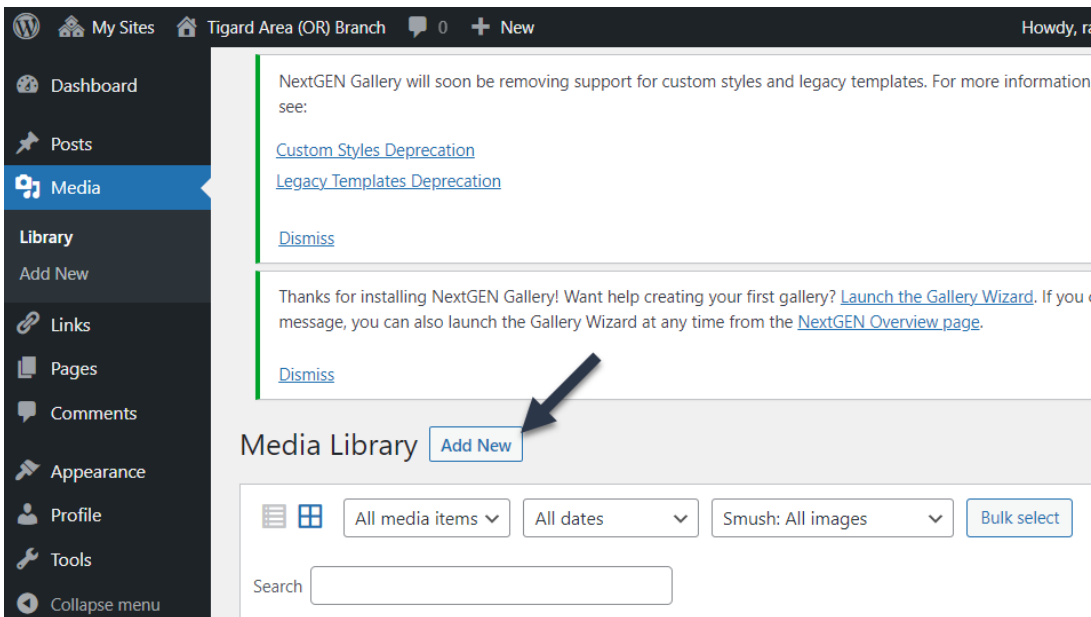 My Sites Tigard Area (OR) Branch 0 New Howdy, ra
Dashboard
Posts
Media
Library
Add New
Links
Pages
Comments
Appearance
Profile
Tools
Collapse menu
NextGEN Gallery will soon be removing support for custom styles and legacy templates. For more information
see:
Custom Styles Deprecation
Legacy Templates Deprecation
Dismiss
Thanks for installing NextGEN Gallery! Want help creating your first gallery? Launch the Gallery Wizard. If you
message, you can also launch the Gallery Wizard at any time from the NextGEN Overview page.
Dismiss
Media Library Add New
All media items All dates Smush: All images Bulk select
Search